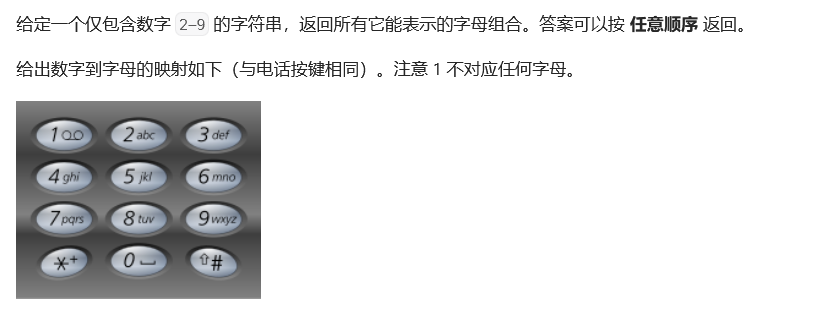 给定一个仅包含数字 2-9 的字符串，返回所有它能表示的字母组合。答案可以按 任意顺序 返回。
给出数字到字母的映射如下（与电话按键相同）。注意 1 不对应任何字母。
1 2 abc 3 def
4 ghi 5 jkl 6 mno
7 pqrs 8 tuv 9 wxyz
*+ 0 ⇧#